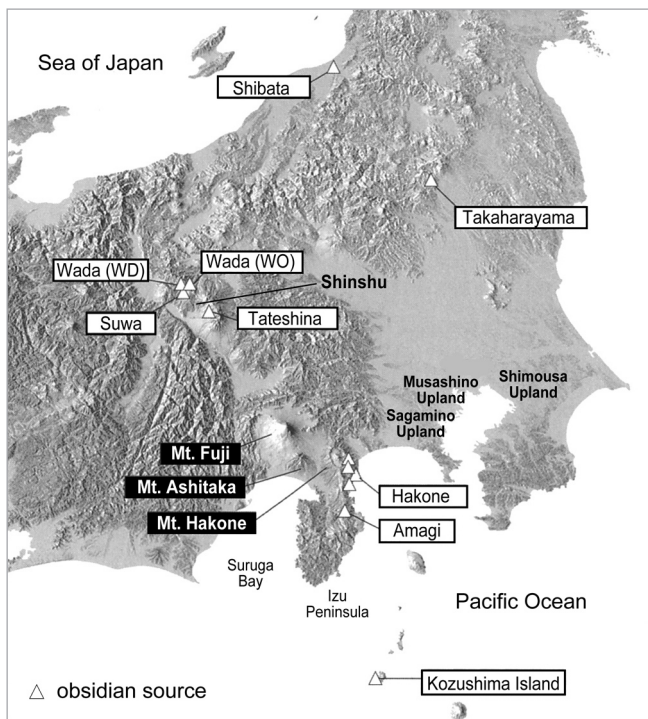 Sea of Japan
Shibata
Takaharayama
Wada (WD)
Wada (WO)
Shinshu
Suwa
Tateshina
Musashino
Upland
Shimousa
Upland
Sagamino
Upland
Mt. Fuji
Mt. Ashitaka
Mt. Hakone
Hakone
Amagi
Suruga
Bay
Izu
Peninsula
Pacific Ocean
Kozushima Island
△ obsidian source